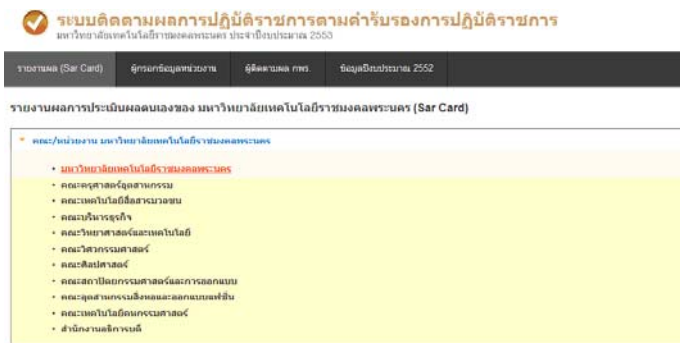 ระบบติดตามผลการปฏิบัติราชการตามคำรับรองการปฏิบัติราชการ
มหาวิทยาลัยเทคโนโลยีราชมงคลพระนคร ประจำปีงบประมาณ 2553
รายงานผล (Sar Card) ผู้กรอกข้อมูลหน่วยงาน ผู้ติดตามผล กพร. ข้อมูลปีงบประมาณ 2552
รายงานผลการประเมินผลตนเองของ มหาวิทยาลัยเทคโนโลยีราชมงคลพระนคร (Sar Card)
คณะ/หน่วยงาน มหาวิทยาลัยเทคโนโลยีราชมงคลพระนคร
• มหาวิทยาลัยเทคโนโลยีราชมงคลพระนคร
• คณะครุศาสตร์อุตสาหกรรม
• คณะเทคโนโลยีสื่อสารมวลชน
• คณะบริหารธุรกิจ
• คณะวิทยาศาสตร์และเทคโนโลยี
• คณะวิศวกรรมศาสตร์
• คณะศิลปศาสตร์
• คณะสถาปัตยกรรมศาสตร์และการออกแบบ
• คณะอุตสาหกรรมสิ่งทอและออกแบบแฟชั่น
• คณะเทคโนโลยีคหกรรมศาสตร์
• สำนักงานอธิการบดี